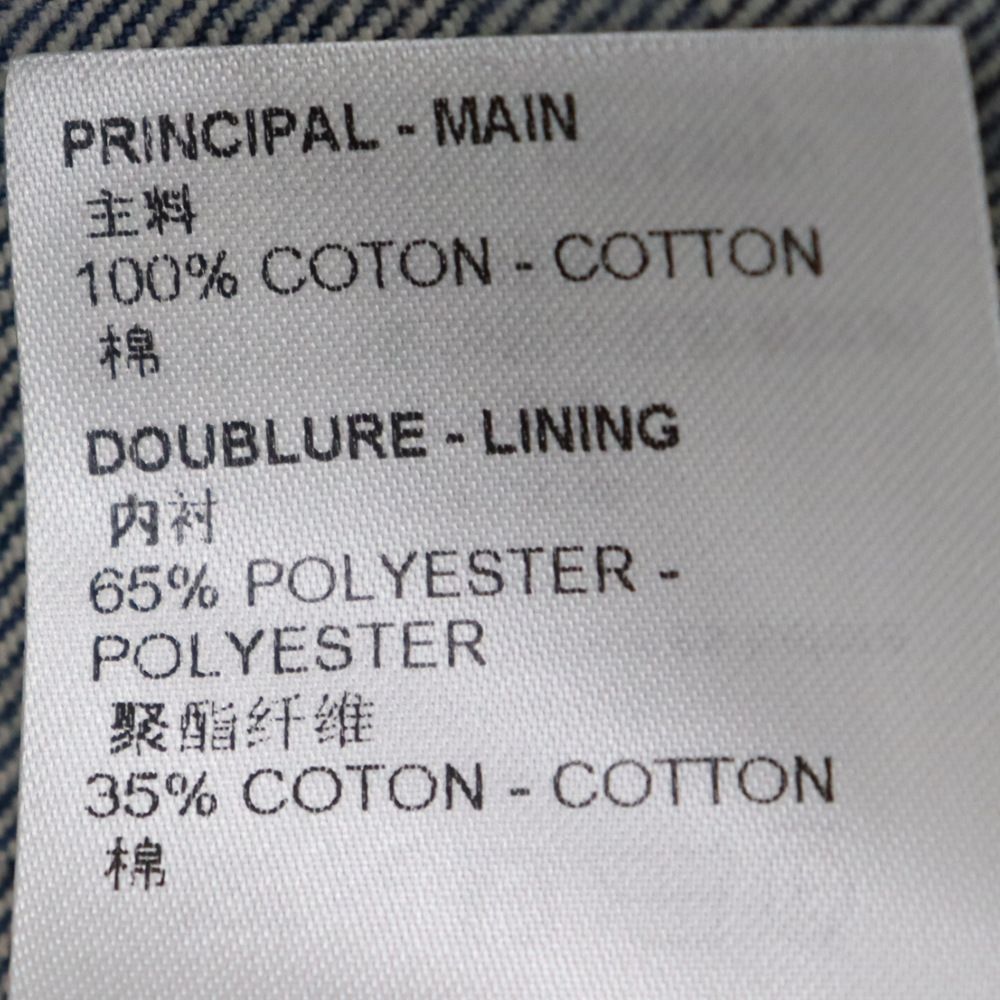 PRINCIPAL - MAIN
主料
100% COTON - COTTON
棉
DOUBLURE - LINING
内衬
65% POLYESTER -
POLYESTER
聚酯纤维
35% COTON - COTTON
棉